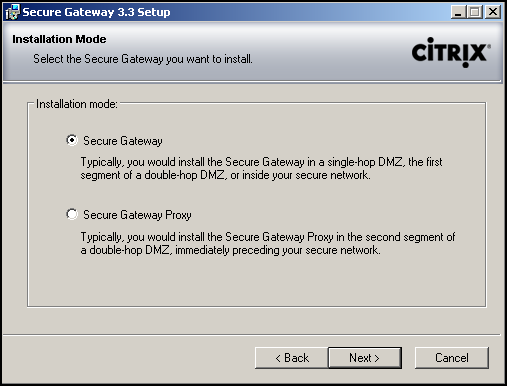 Secure Gateway 3.3 Setup
Installation Mode
Select the Secure Gateway you want to install.
CITRIX®
Installation mode:
Secure Gateway
Typically, you would install the Secure Gateway in a single-hop DMZ, the first
segment of a double-hop DMZ, or inside your secure network.
Secure Gateway Proxy
Typically, you would install the Secure Gateway Proxy in the second segment of
a double-hop DMZ, immediately preceding your secure network.
< Back
Next >
Cancel